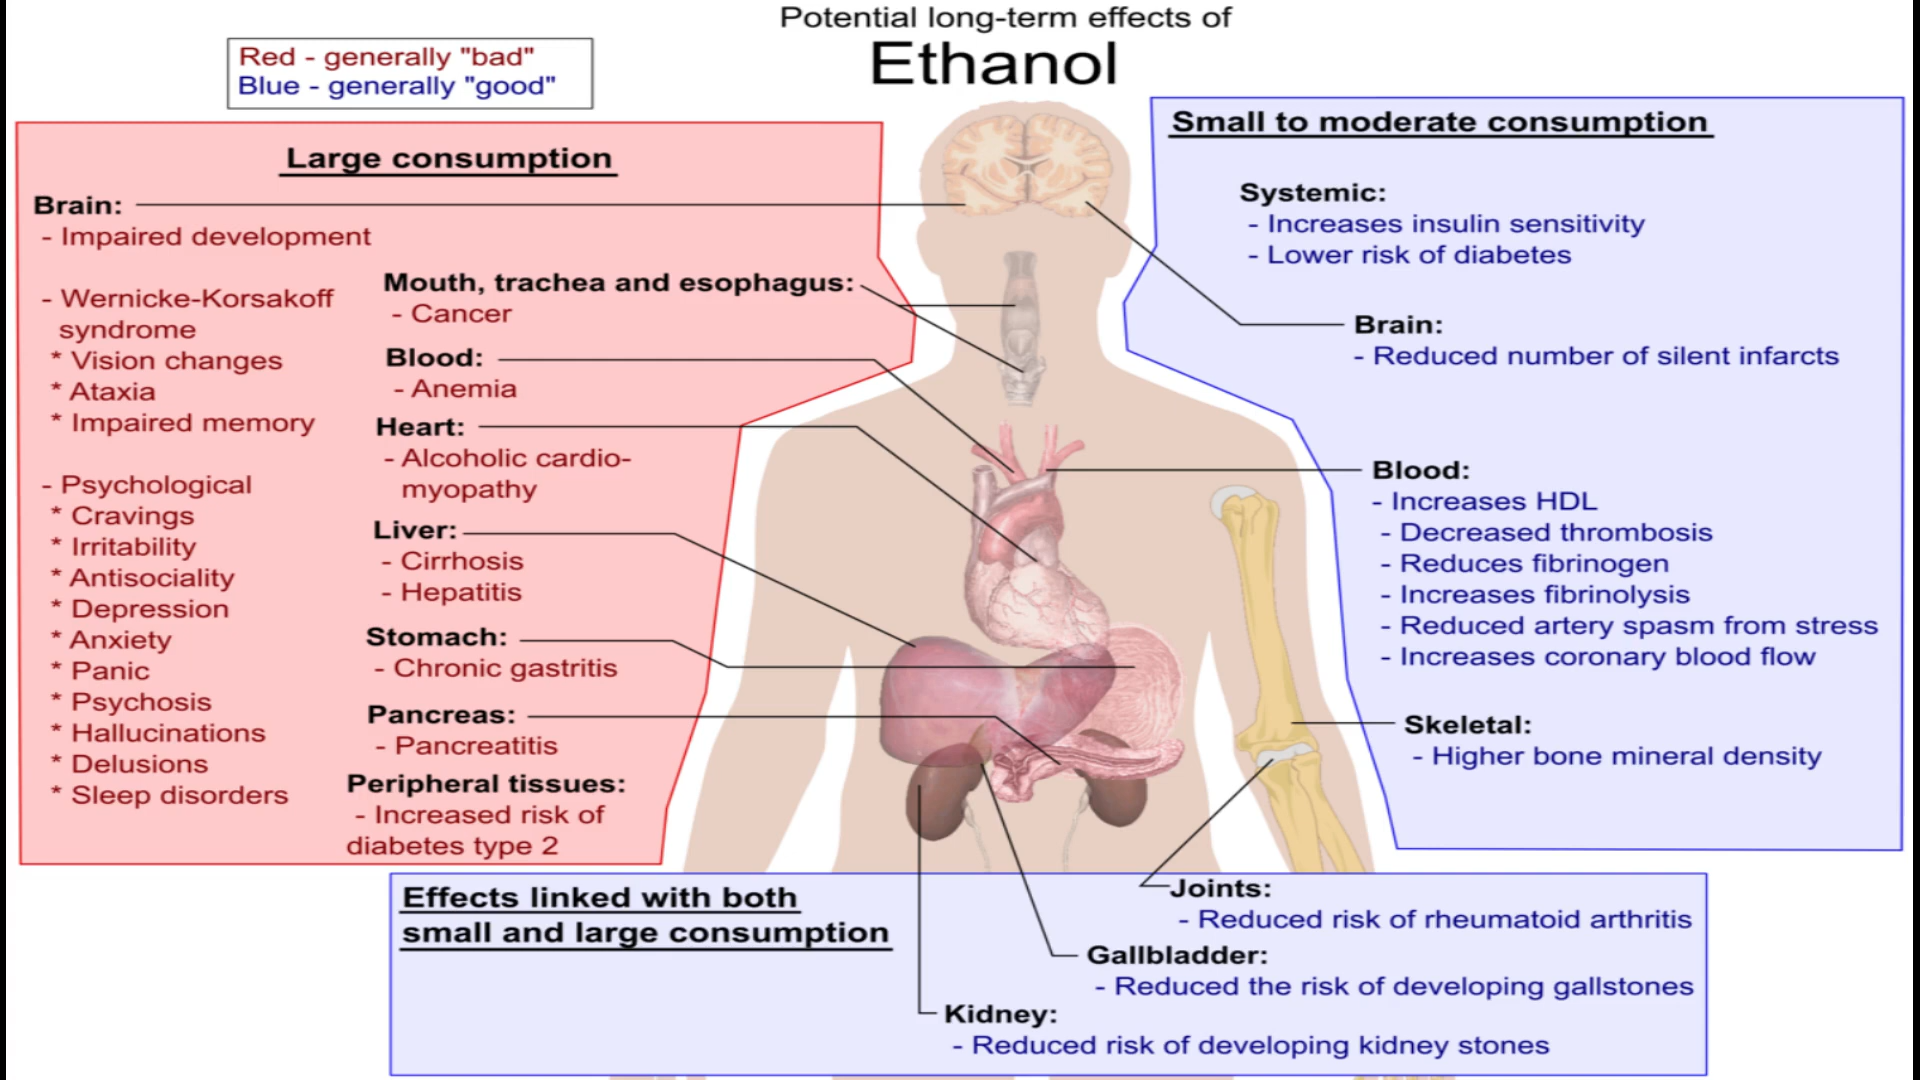 Potential long-term effects of
Ethanol
Red - generally "bad"
Blue - generally "good"
Large consumption
Brain:
- Impaired development
- Wernicke-Korsakoff
syndrome
* Vision changes
* Ataxia
* Impaired memory
- Psychological
* Cravings
* Irritability
* Antisociality
* Depression
* Anxiety
* Panic
* Psychosis
* Hallucinations
* Delusions
* Sleep disorders
Mouth, trachea and esophagus:
- Cancer
Blood:
- Anemia
Heart:
- Alcoholic cardio-
myopathy
Liver:
- Cirrhosis
- Hepatitis
Stomach:
- Chronic gastritis
Pancreas:
- Pancreatitis
Peripheral tissues:
- Increased risk of
diabetes type 2
Small to moderate consumption
Systemic:
- Increases insulin sensitivity
- Lower risk of diabetes
Brain:
- Reduced number of silent infarcts
Blood:
- Increases HDL
- Decreased thrombosis
- Reduces fibrinogen
- Increases fibrinolysis
- Reduced artery spasm from stress
- Increases coronary blood flow
Skeletal:
- Higher bone mineral density
Effects linked with both
small and large consumption
Joints:
- Reduced risk of rheumatoid arthritis
Gallbladder:
- Reduced the risk of developing gallstones
Kidney:
- Reduced risk of developing kidney stones